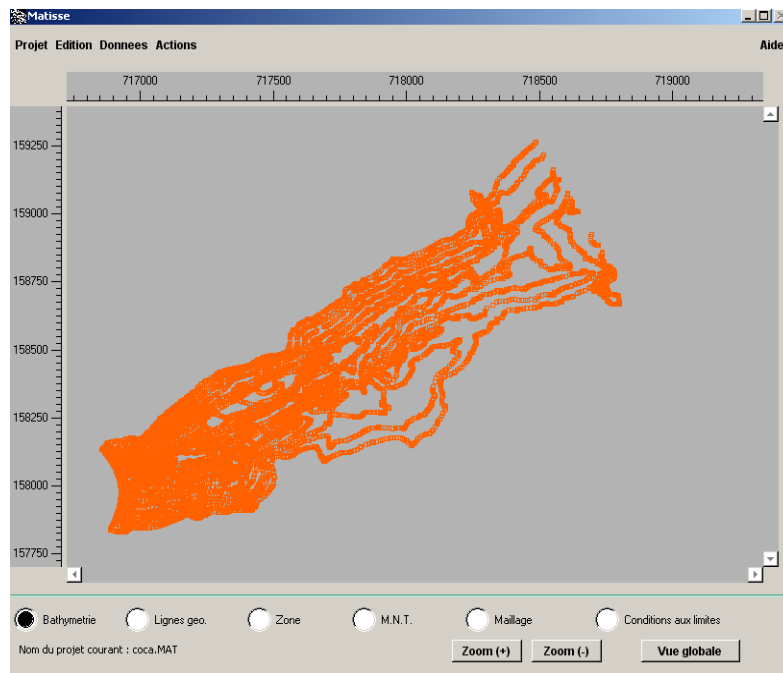 Matisse
Projet Edition Donnees Actions Aide
717000 717500 718000 718500 719000
159250
159000
158750
158500
158250
158000
157750
Bathymetrie Lignes geo. Zone M.N.T. Maillage Conditions aux limites
Nom du projet courant : coca.MAT Zoom (+) Zoom (-) Vue globale